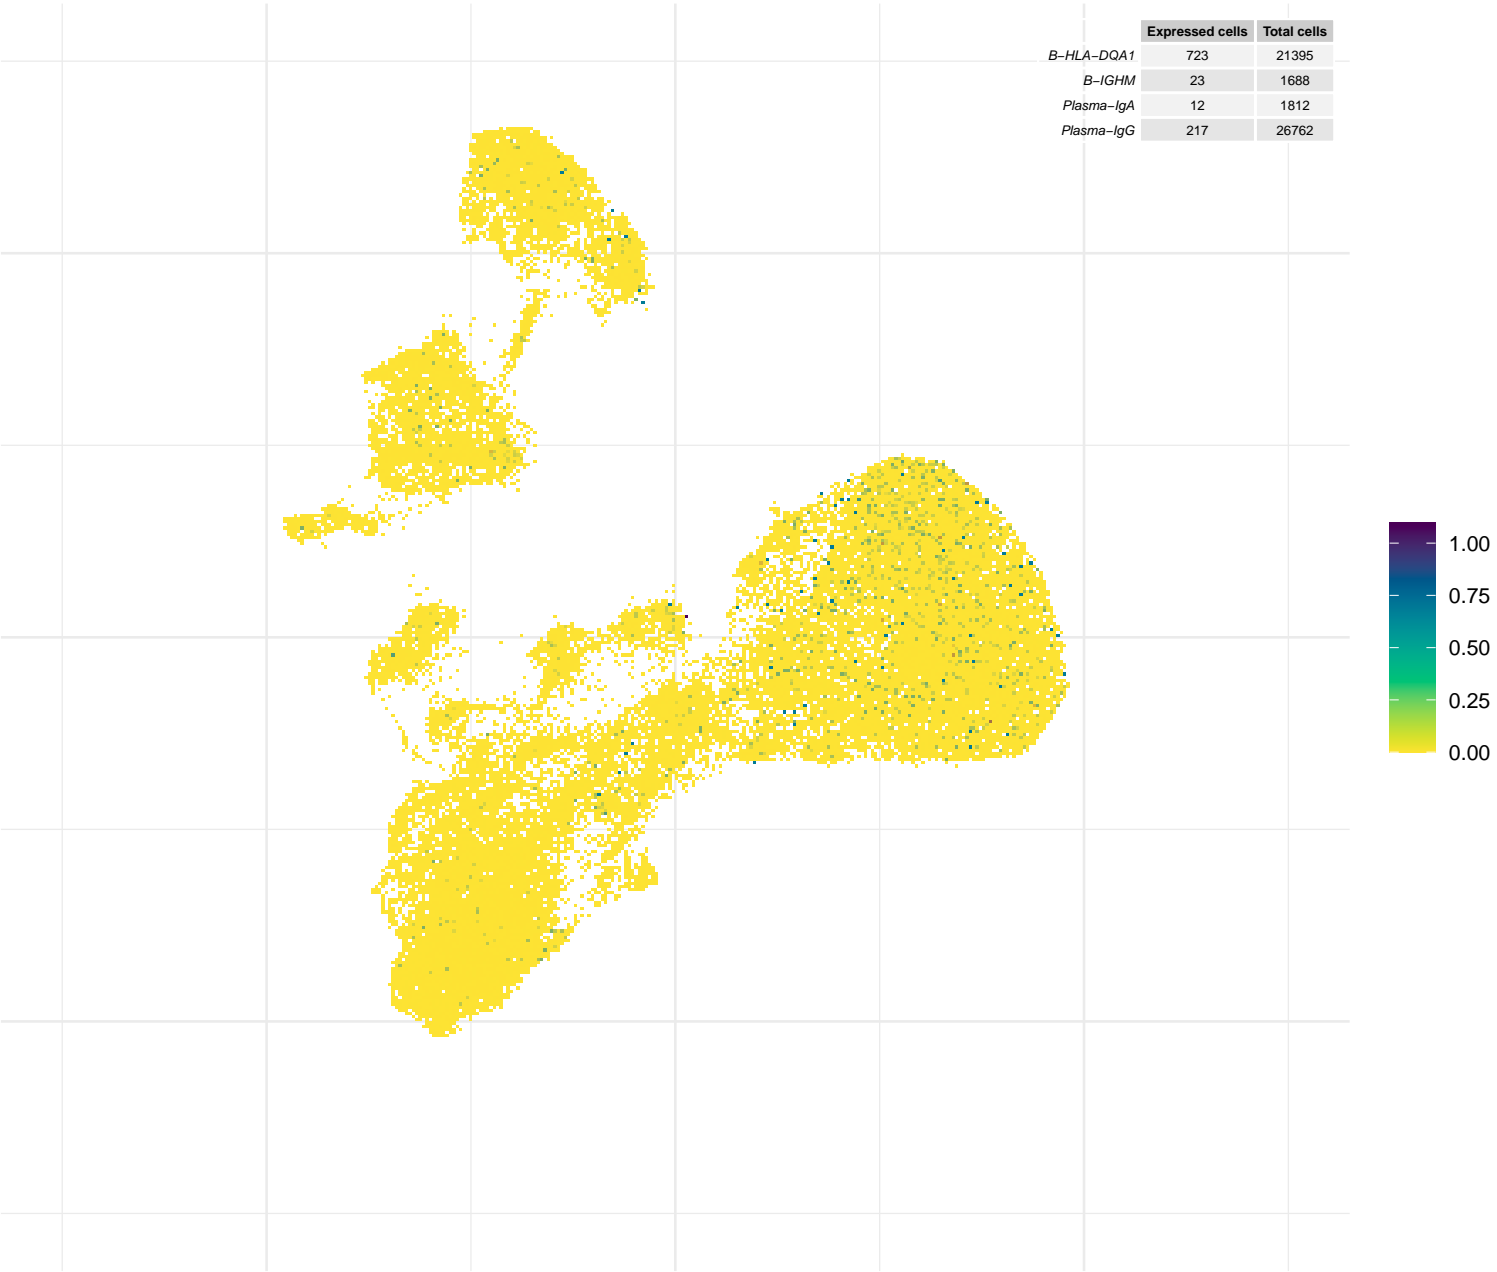 Expressed cells Total cells
B−HLA−DQA1 723 21395
B−IGHM 23 1688
Plasma−IgA 12 1812
Plasma−IgG 217 26762
1.00
0.75
0.50
0.25
0.00